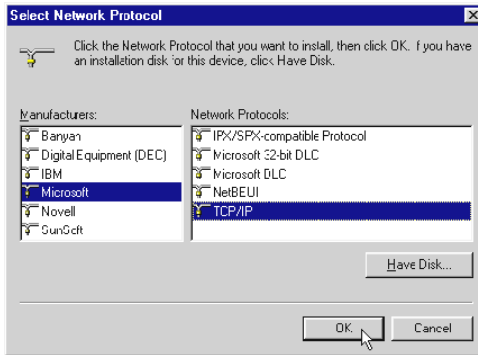 Select Network Protocol
Click the Network Protocol that you want to install, then click OK. If you have
an installation disk for this device, click Have Disk.
Manufacturers:
Banyan
Digital Equipment (DEC)
IBM
Microsoft
Novell
SunSoft
Network Protocols:
IPX/SPX-compatible Protocol
Microsoft 32-bit DLC
Microsoft DLC
NetBEUI
TCP/IP
Have Disk...
OK
Cancel